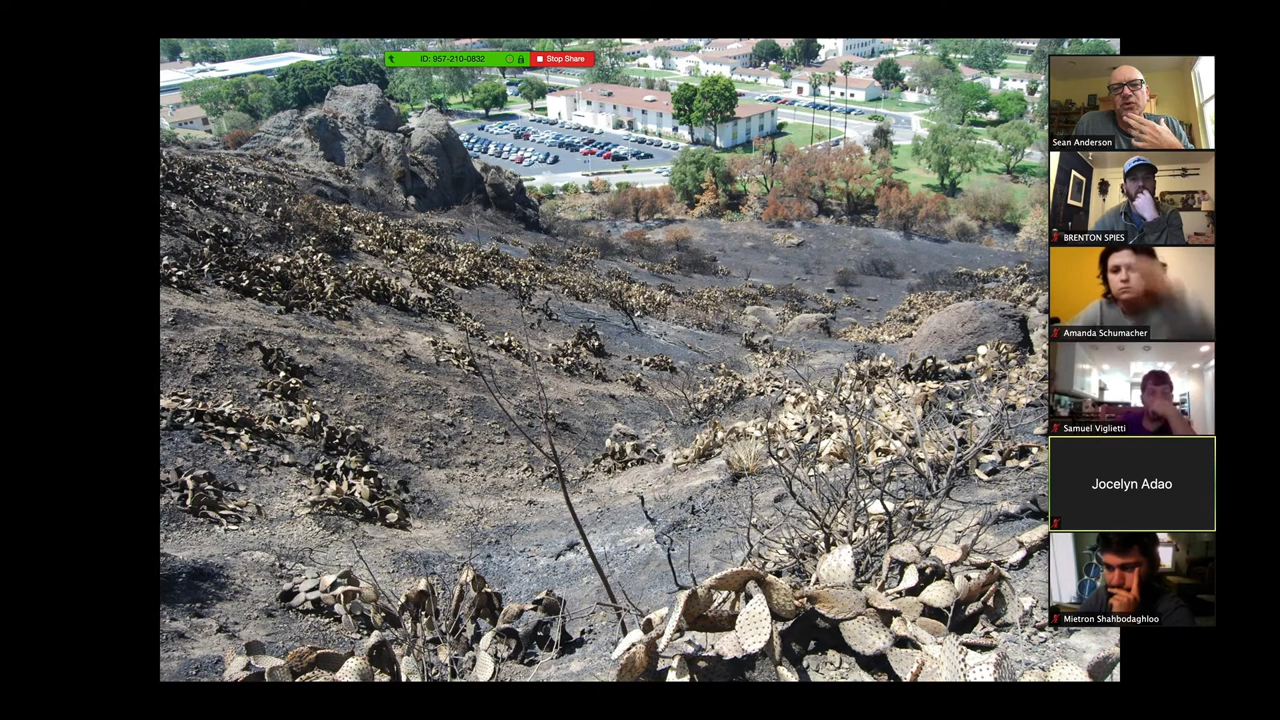 ID: 957-210-0832
Stop Share
Sean Anderson
BRENTON SPIES
Amanda Schumacher
Samuel Viglietti
Jocelyn Adao
Mietron Shahbodaghloo